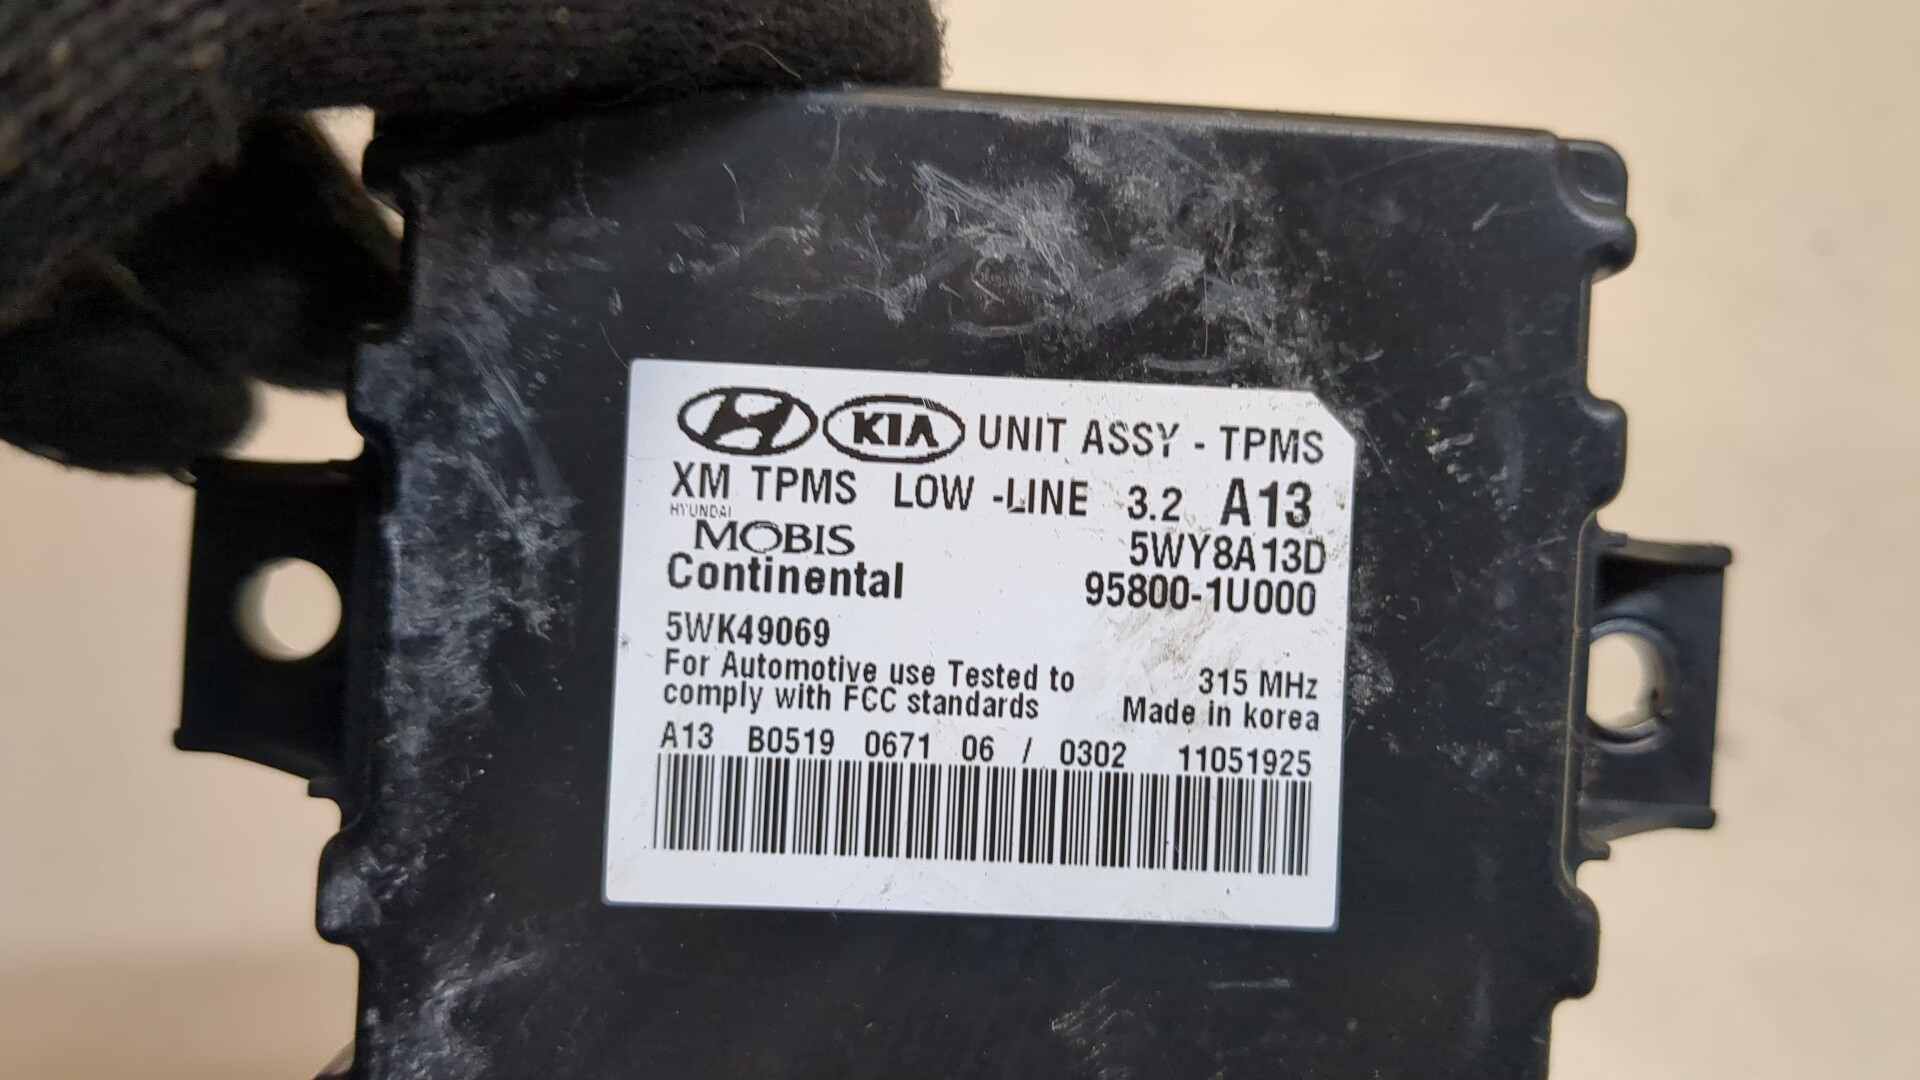 KIA UNIT ASSY - TPMS
XM TPMS LOW -LINE 3.2 A13
HYUNDAI
MOBIS 5WY8A13D
Continental 95800-1U000
5WK49069
For Automotive use Tested to 315 MHz
comply with FCC standards Made in korea
A13 B0519 0671 06 / 0302 11051925